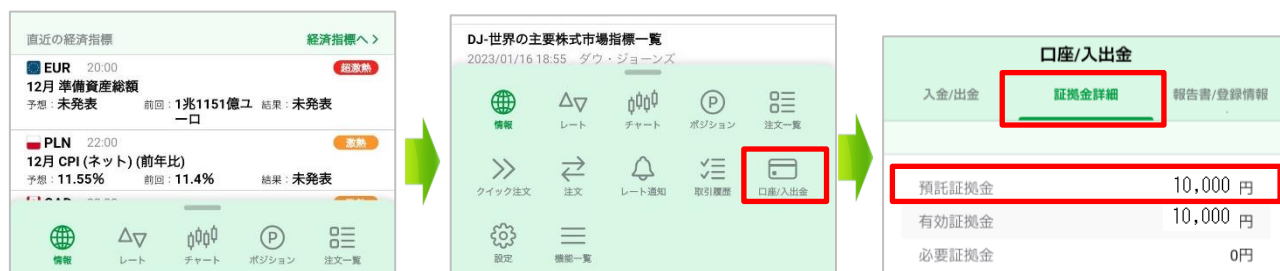 直近の経済指標 経済指標へ >
EUR 20:00 超激熱
12月 準備資産総額
予想：未発表 前回：1兆1151億ユーロ 結果：未発表
PLN 22:00 激熱
12月 CPI (ネット) (前年比)
予想：11.55% 前回：11.4% 結果：未発表
情報 レート チャート ポジション 注文一覧
DJ-世界の主要株式市場指標一覧
2023/01/16 18:55 ダウ・ジョーンズ
情報 レート チャート ポジション 注文一覧
クイック注文 注文 レート通知 取引履歴 口座/入出金
設定 機能一覧
口座/入出金
入金/出金 証拠金詳細 報告書/登録情報
預託証拠金 10,000 円
有効証拠金 10,000 円
必要証拠金 0円